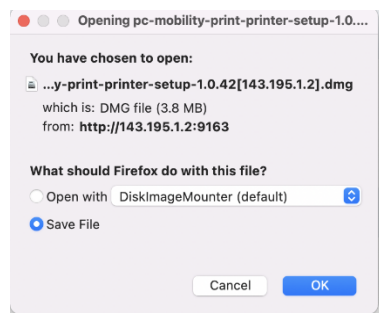 Opening pc-mobility-print-printer-setup-1.0....
You have chosen to open:
...y-print-printer-setup-1.0.42[143.195.1.2].dmg
which is: DMG file (3.8 MB)
from: http://143.195.1.2:9163
What should Firefox do with this file?
Open with DiskImageMounter (default)
Save File
Cancel OK